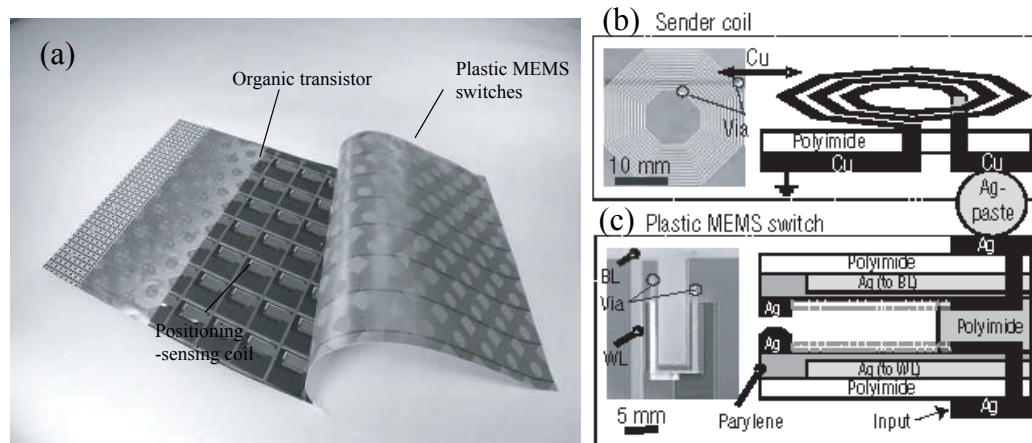 (a)
Organic transistor
Plastic MEMS
switches
Positioning
-sensing coil
(b) Sender coil
Cu
Via
10 mm
Polyimide
Cu
Cu
Ag-
paste
(c) Plastic MEMS switch
Ag
BL
Via
WL
5 mm
Polyimide
Ag (to BL)
Ag
Polyimide
Ag
Ag (to WL)
Polyimide
Parylene
Input
Ag